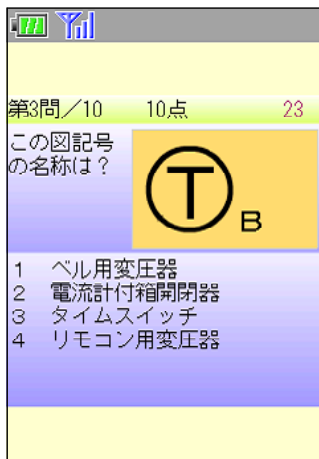 第3問／10 10点 23
この図記号
の名称は？
T
B
1 ベル用変圧器
2 電流計付箱開閉器
3 タイムスイッチ
4 リモコン用変圧器